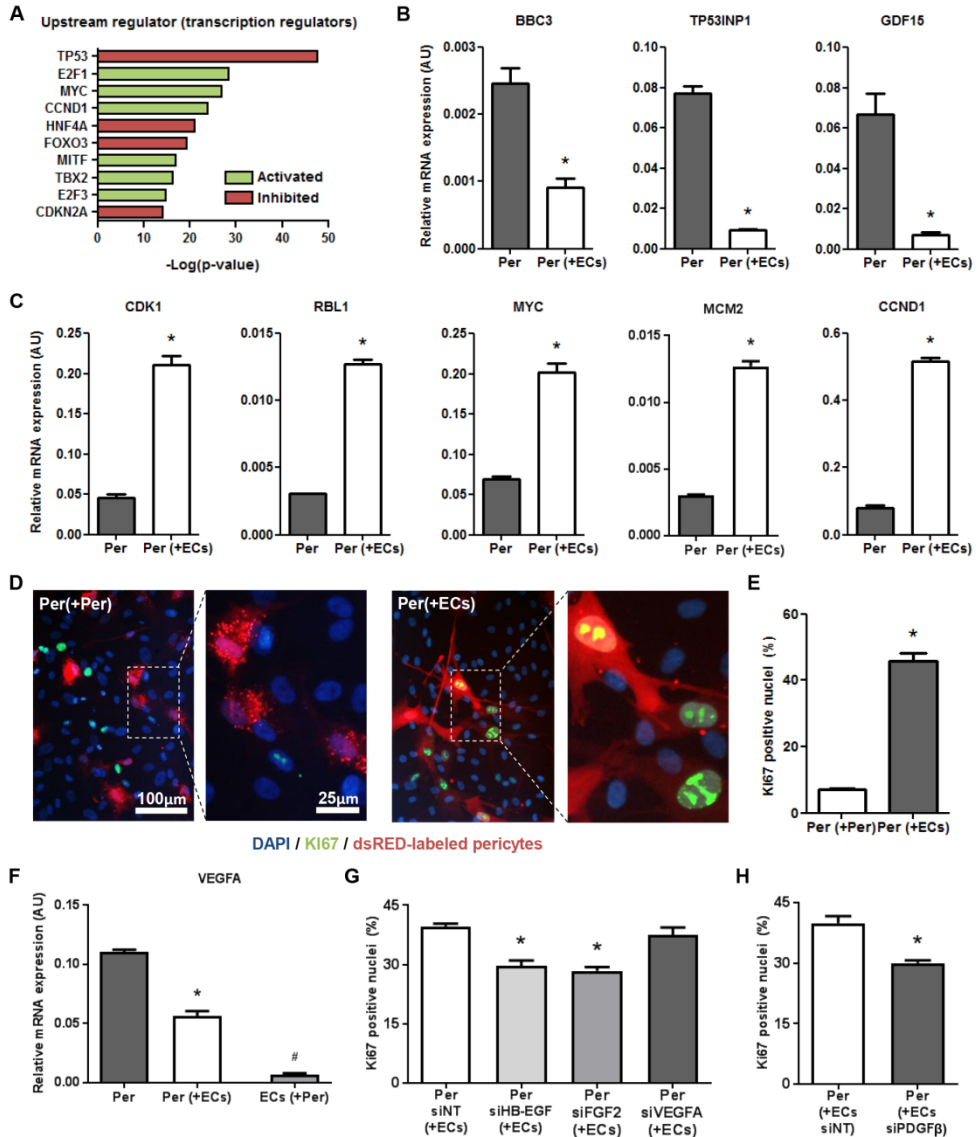 A
Upstream regulator (transcription regulators)
TP53
E2F1
MYC
CCND1
HNF4A
FOXO3
MITF
TBX2
E2F3
CDKN2A
Activated
Inhibited
0 10 20 30 40 50
-Log(p-value)
B
BBC3
TP53INP1
GDF15
Relative mRNA expression (AU)
0.003
0.002
0.001
0.000
*
Per Per (+ECs)
0.10
0.08
0.06
0.04
0.02
0.00
*
Per Per (+ECs)
0.10
0.08
0.06
0.04
0.02
0.00
*
Per Per (+ECs)
C
CDK1
RBL1
MYC
MCM2
CCND1
Relative mRNA expression (AU)
0.25
0.20
0.15
0.10
0.05
0.00
*
Per Per (+ECs)
0.015
0.012
0.009
0.006
0.003
0.000
*
Per Per (+ECs)
0.25
0.20
0.15
0.10
0.05
0.00
*
Per Per (+ECs)
0.015
0.010
0.005
0.000
*
Per Per (+ECs)
0.6
0.4
0.2
0.0
*
Per Per (+ECs)
D
Per(+Per)
100µm
25µm
Per(+ECs)
DAPI / KI67 / dsRED-labeled pericytes
E
KI67 positive nuclei (%)
60
40
20
0
*
Per (+Per) Per (+ECs)
F
VEGFA
Relative mRNA expression (AU)
0.15
0.10
0.05
0.00
*
#
Per Per (+ECs) ECs (+Per)
G
Ki67 positive nuclei (%)
45
30
15
0
*
*
Per Per Per Per
siNT siHB-EGF siFGF2 siVEGFA
(+ECs) (+ECs) (+ECs) (+ECs)
H
Ki67 positive nuclei (%)
45
30
15
0
*
Per Per
(+ECs (+ECs
siNT) siPDGFβ)